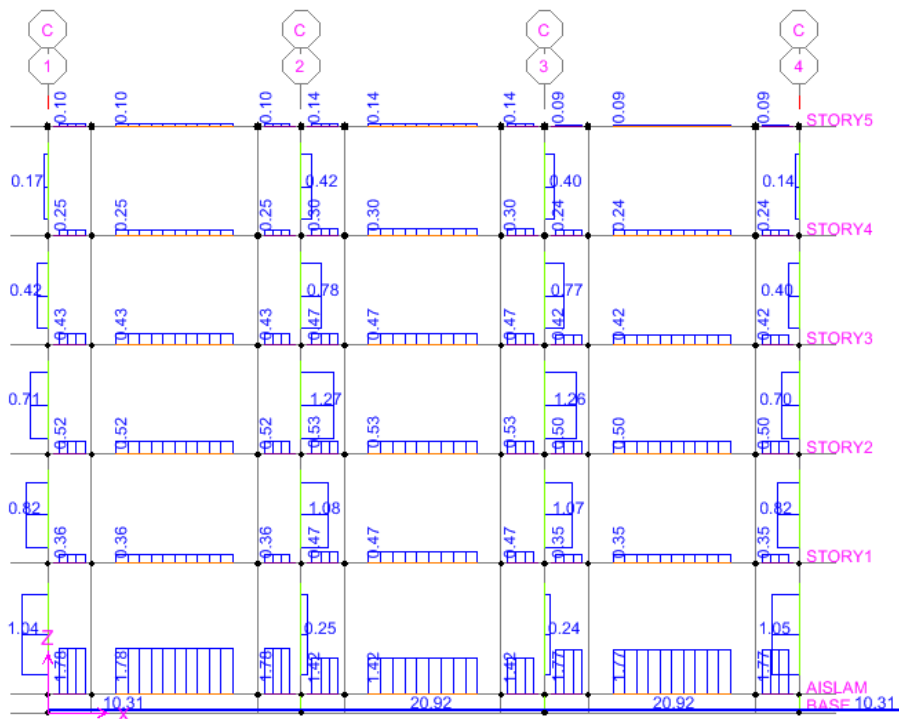 C C C C
1 2 3 4
0.10 0.10 0.10 0.14 0.14 0.14 0.09 0.09 0.09 STORY5
0.17 0.42 0.40 0.14
0.25 0.25 0.25 0.30 0.30 0.30 0.24 0.24 0.24 STORY4
0.42 0.78 0.77 0.40
0.43 0.43 0.43 0.47 0.47 0.47 0.42 0.42 0.42 STORY3
0.71 1.27 1.26 0.70
0.52 0.52 0.52 0.53 0.53 0.53 0.50 0.50 0.50 STORY2
0.82 1.08 1.07 0.82
0.36 0.36 0.36 0.47 0.47 0.47 0.35 0.35 0.35 STORY1
1.04 Z 0.25 0.24 1.05
1.78 1.78 1.78 1.42 1.42 1.42 1.77 1.77 1.77 AISLAM
10.31 20.92 20.92 BASE 10.31
X